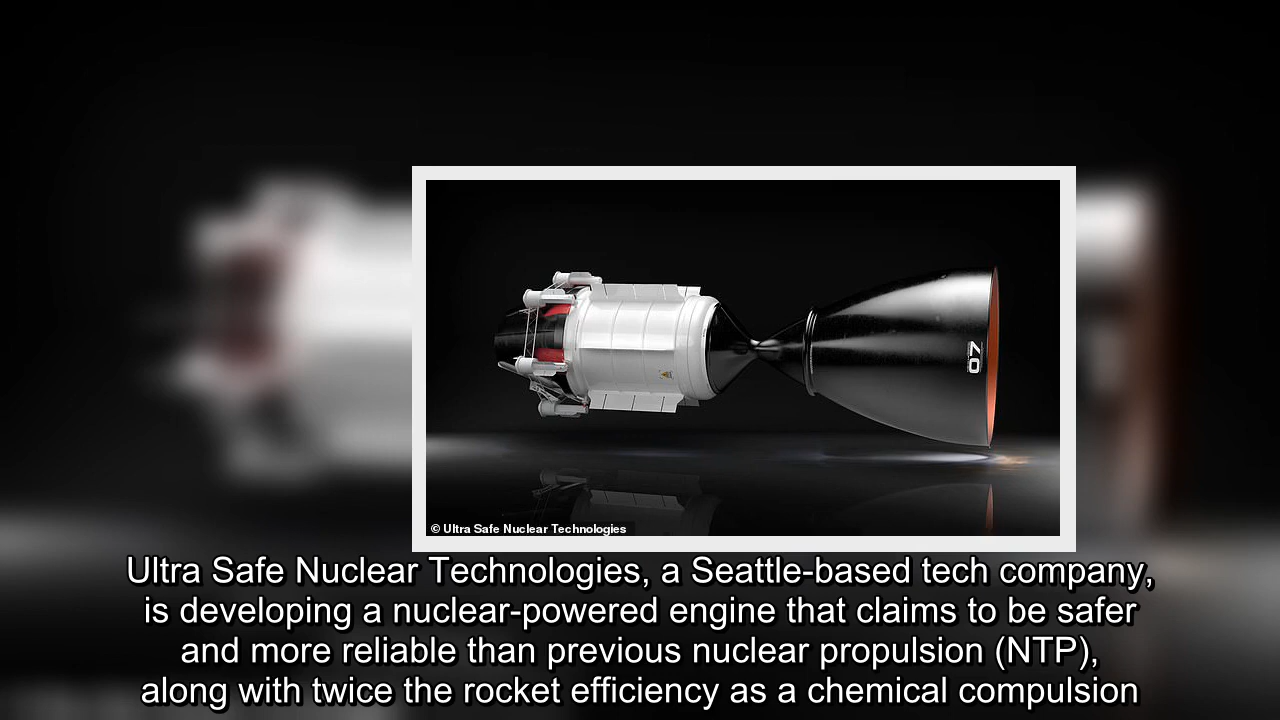 07
© Ultra Safe Nuclear Technologies
Ultra Safe Nuclear Technologies, a Seattle-based tech company,
is developing a nuclear-powered engine that claims to be safer
and more reliable than previous nuclear propulsion (NTP),
along with twice the rocket efficiency as a chemical compulsion